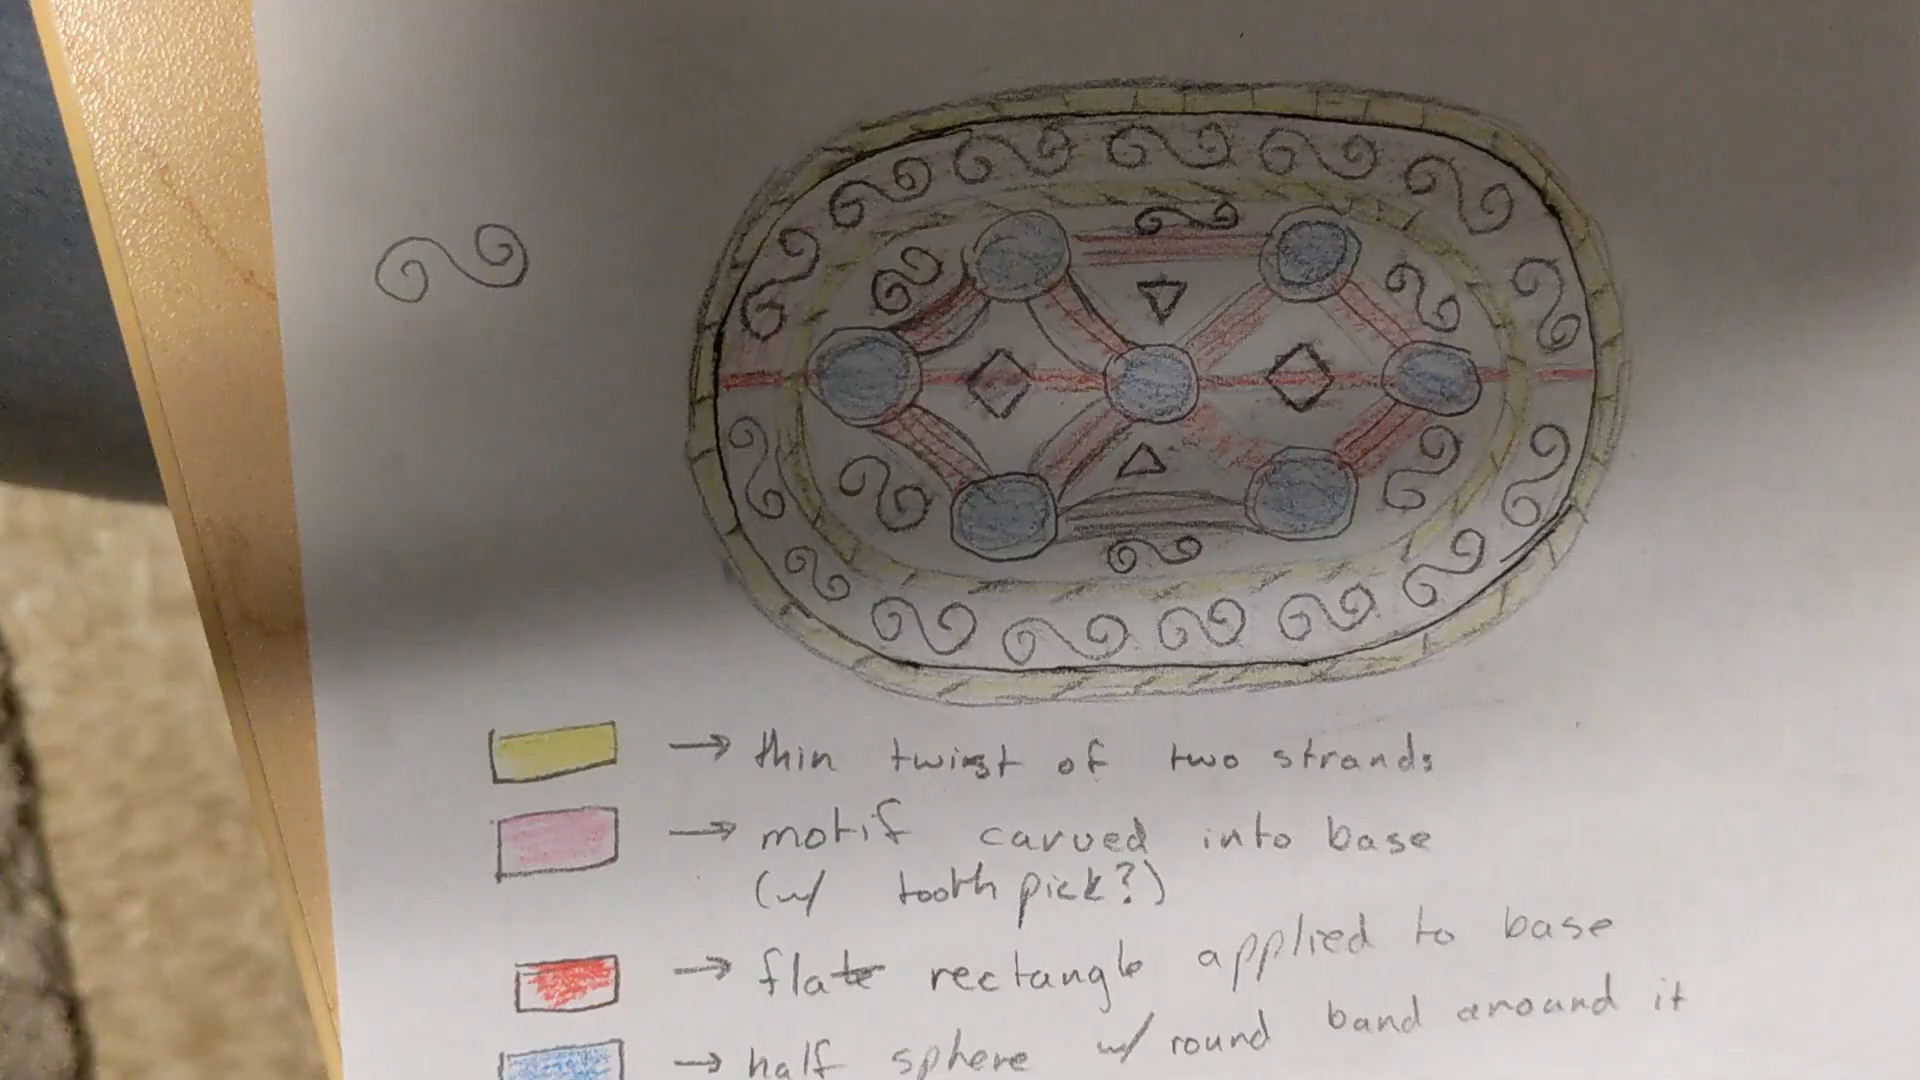 → thin twist of two strands
→ motif carved into base
(w/ toothpick?)
→ flat rectangle applied to base
→ half sphere w/ round band around it